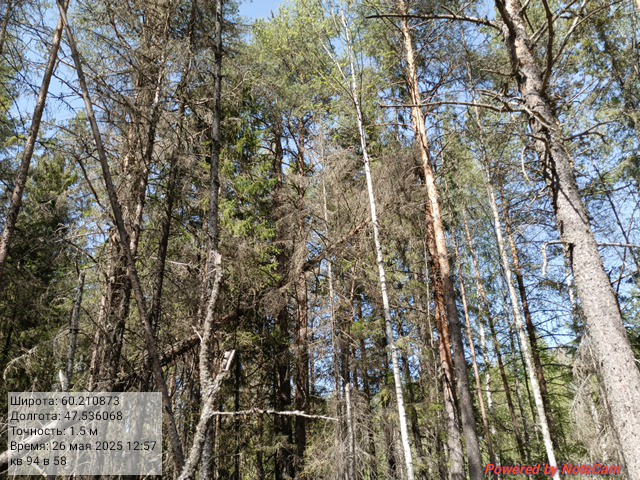 Широта: 60.210873
Долгота: 47.536068
Точность: 1.5 м
Время: 26 мая 2025 12:57
кв 94 в 58
Powered by NoteCam